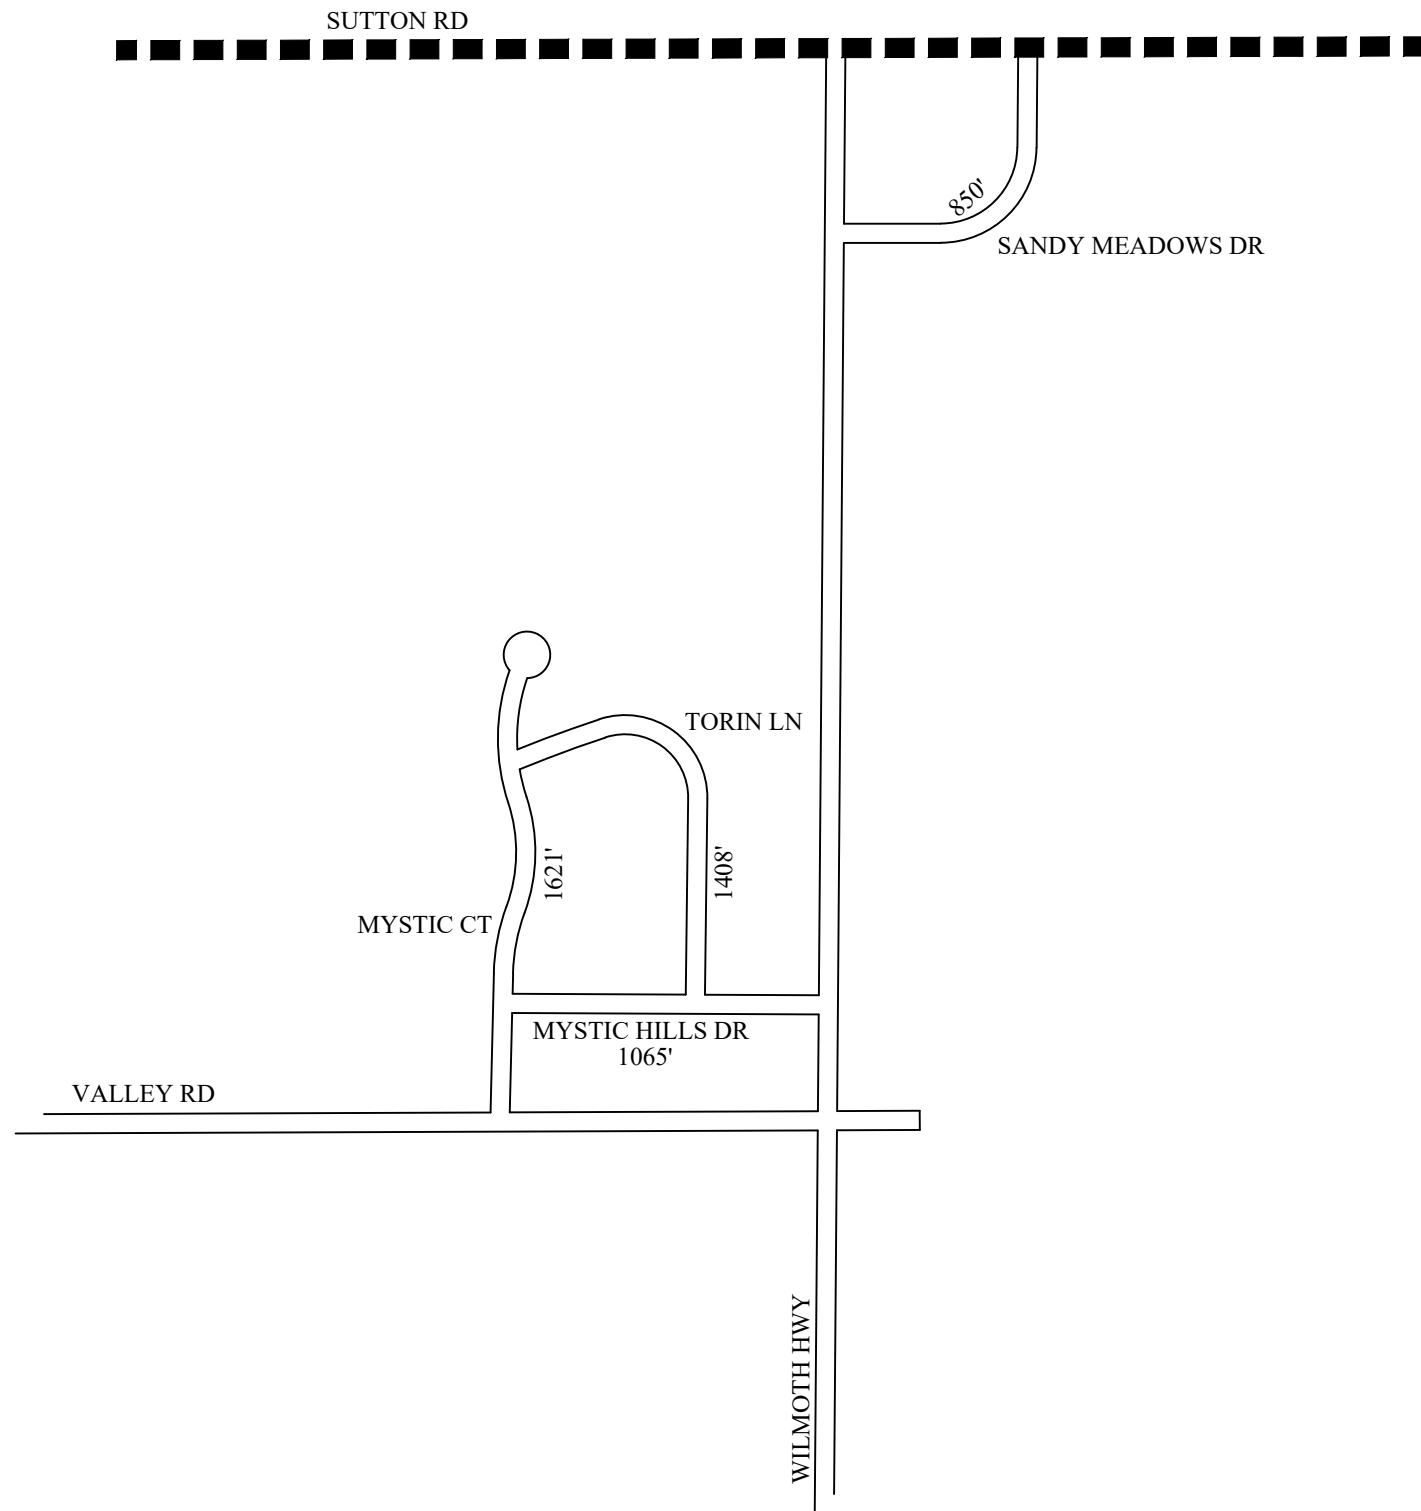 SUTTON RD
850'
SANDY MEADOWS DR
TORIN LN
1621'
1408'
MYSTIC CT
MYSTIC HILLS DR
1065'
VALLEY RD
WILMOTH HWY